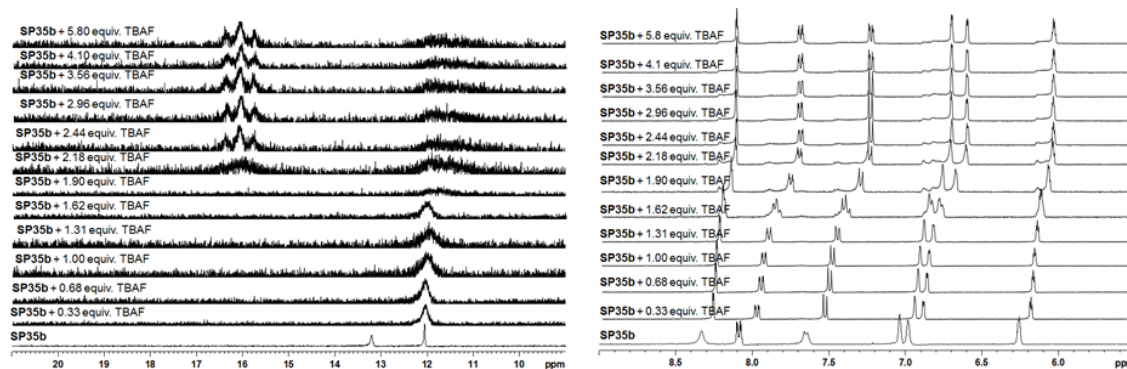 SP35b + 5.80 equiv. TBAF
SP35b + 4.10 equiv. TBAF
SP35b + 3.56 equiv. TBAF
SP35b + 2.96 equiv. TBAF
SP35b + 2.44 equiv. TBAF
SP35b + 2.18 equiv. TBAF
SP35b + 1.90 equiv. TBAF
SP35b + 1.62 equiv. TBAF
SP35b + 1.31 equiv. TBAF
SP35b + 1.00 equiv. TBAF
SP35b + 0.68 equiv. TBAF
SP35b + 0.33 equiv. TBAF
SP35b
20 19 18 17 16 15 14 13 12 11 10 ppm
SP35b + 5.8 equiv. TBAF
SP35b + 4.1 equiv. TBAF
SP35b + 3.56 equiv. TBAF
SP35b + 2.96 equiv. TBAF
SP35b + 2.44 equiv. TBAF
SP35b + 2.18 equiv. TBAF
SP35b + 1.90 equiv. TBAF
SP35b + 1.62 equiv. TBAF
SP35b + 1.31 equiv. TBAF
SP35b + 1.00 equiv. TBAF
SP35b + 0.68 equiv. TBAF
SP35b + 0.33 equiv. TBAF
SP35b
8.5 8.0 7.5 7.0 6.5 6.0 ppm